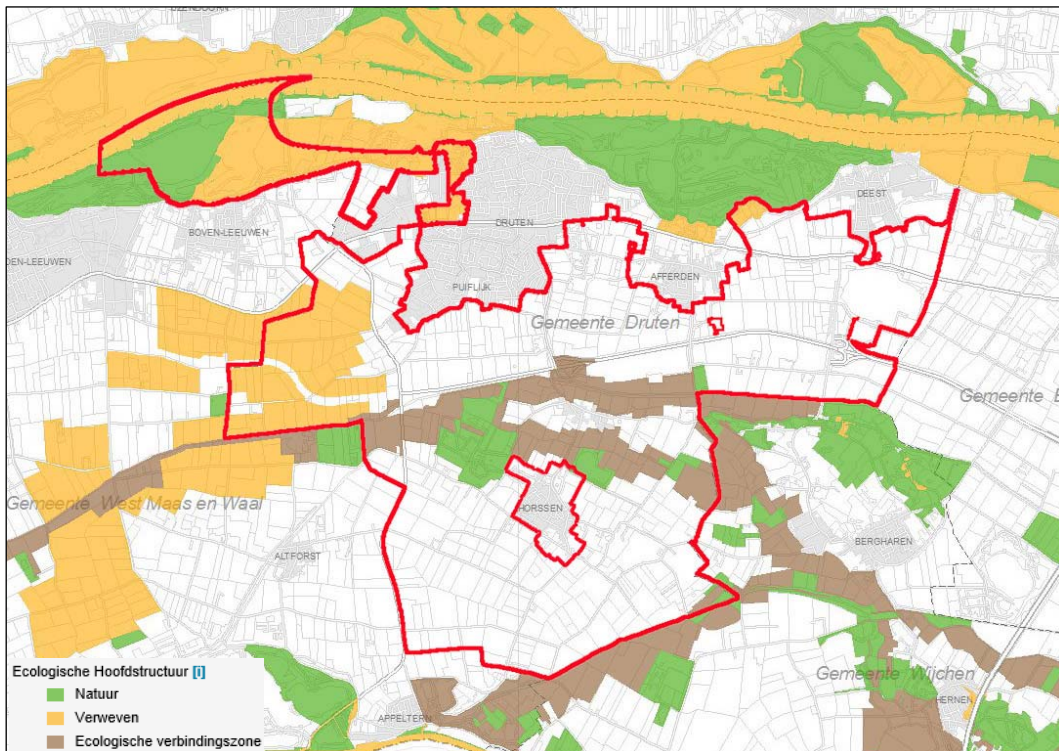 BOVEN-LEEUWEN
DRUTEN
DEEST
DEN-LEEUWEN
PUIFLIJK
AFFERDEN
Gemeente Druten
Gemeente B
Gemeente West Maas en Waal
HORSSEN
BERGHAREN
ALTFORST
Ecologische Hoofdstructuur [i]
Natuur
Verweven
Ecologische verbindingszone
APPELTERN
Gemeente Wijchen
HERNEN